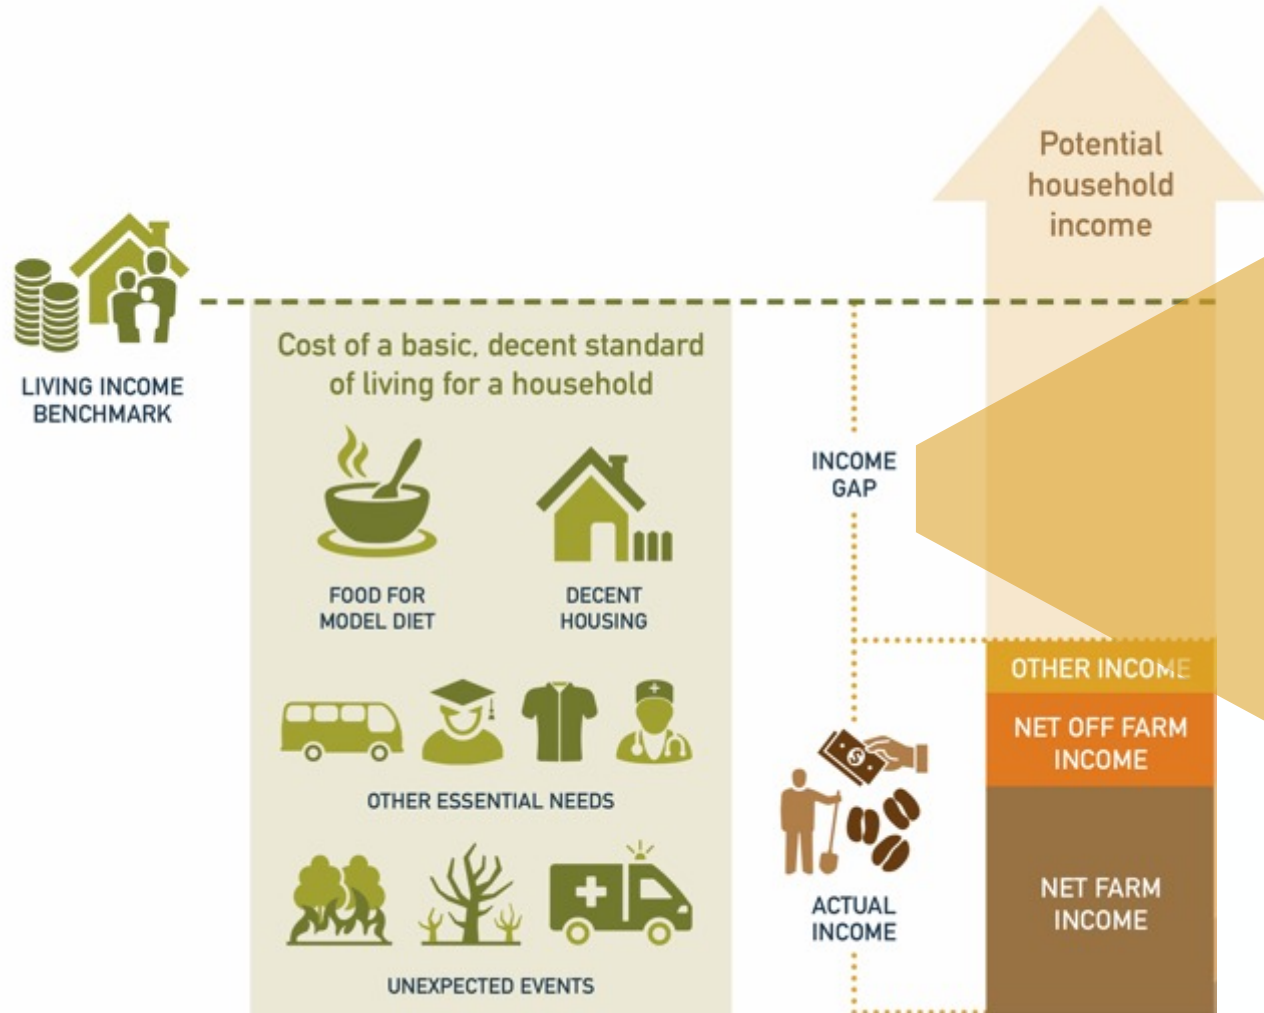 Potential
household
income
LIVING INCOME
BENCHMARK
Cost of a basic, decent standard
of living for a household
FOOD FOR
MODEL DIET
DECENT
HOUSING
OTHER ESSENTIAL NEEDS
UNEXPECTED EVENTS
INCOME
GAP
ACTUAL
INCOME
OTHER INCOME
NET OFF FARM
INCOME
NET FARM
INCOME